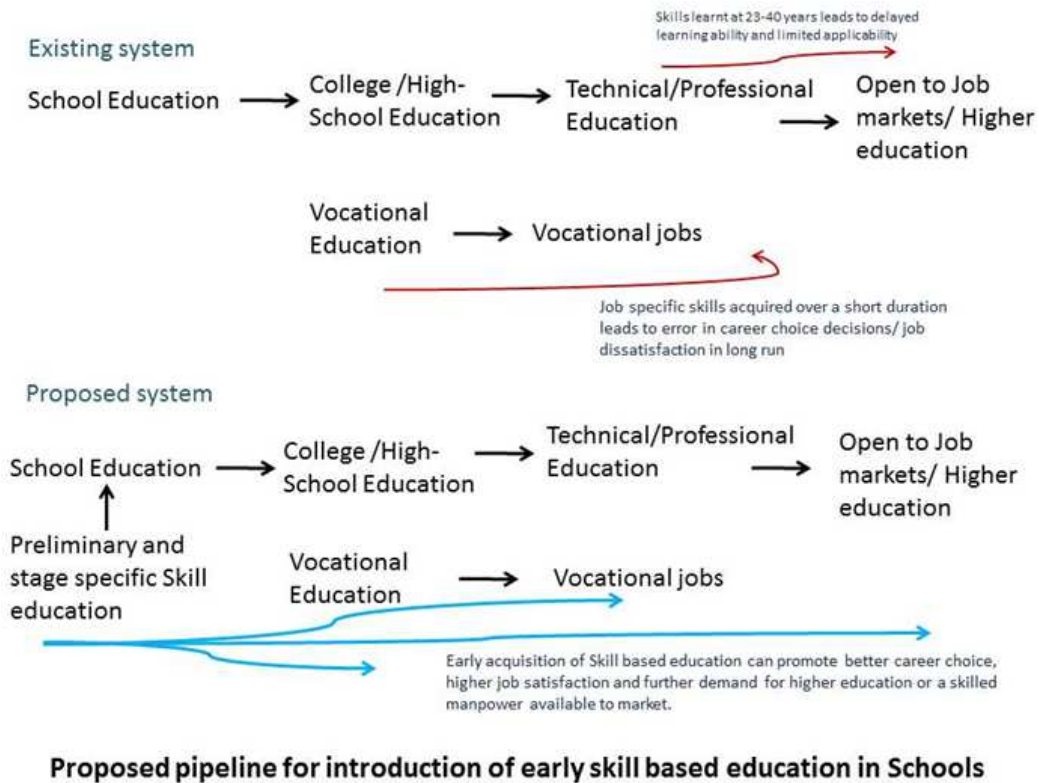 Skills learnt at 23-40 years leads to delayed
learning ability and limited applicability
Existing system
School Education
College /High-
School Education
Technical/Professional
Education
Open to Job
markets/ Higher
education
Vocational
Education
Vocational jobs
Job specific skills acquired over a short duration
leads to error in career choice decisions/ job
dissatisfaction in long run
Proposed system
School Education
College /High-
School Education
Technical/Professional
Education
Open to Job
markets/ Higher
education
Preliminary and
stage specific Skill
education
Vocational
Education
Vocational jobs
Early acquisition of Skill based education can promote better career choice,
higher job satisfaction and further demand for higher education or a skilled
manpower available to market.
Proposed pipeline for introduction of early skill based education in Schools